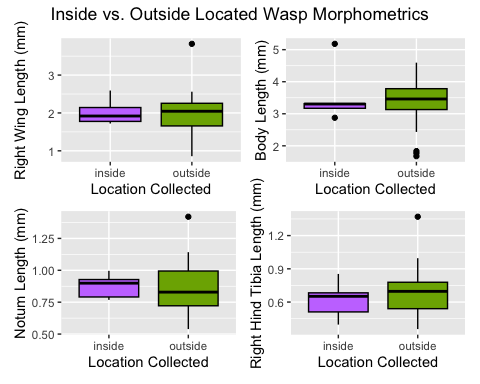 Inside vs. Outside Located Wasp Morphometrics
Right Wing Length (mm)
3
2
1
inside outside
Location Collected
Body Length (mm)
5
4
3
2
inside outside
Location Collected
Notum Length (mm)
1.25
1.00
0.75
0.50
inside outside
Location Collected
Right Hind Tibia Length (mm)
1.2
0.9
0.6
inside outside
Location Collected